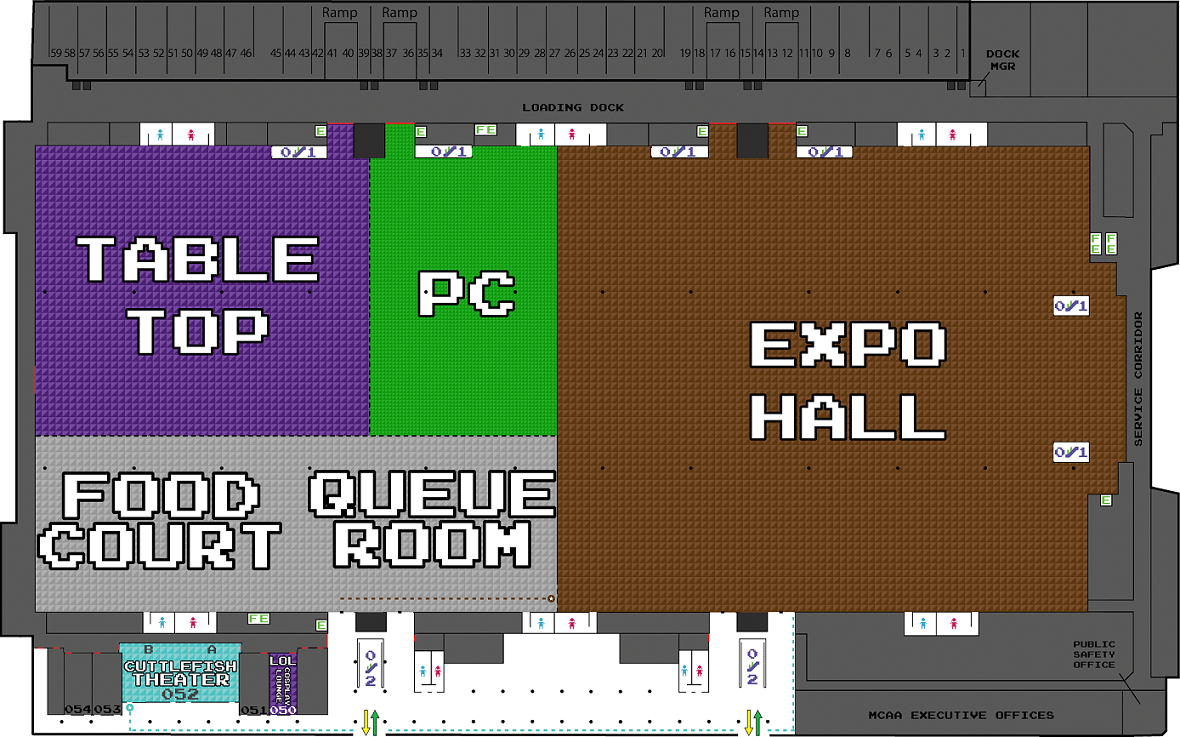 Ramp Ramp Ramp Ramp
59 58 57 56 55 54 53 52 51 50 49 48 47 46 45 44 43 42 41 40 39 38 37 36 35 34 33 32 31 30 29 28 27 26 25 24 23 22 21 20 19 18 17 16 15 14 13 12 11 10 9 8 7 6 5 4 3 2 1
DOCK
MGR
LOADING DOCK
E E FE E E
0/1 0/1 0/1 0/1
TABLE
TOP
PC
EXPO
HALL
FE FE
0/1
SERVICE CORRIDOR
0/1
E
FOOD
COURT
QUEUE
ROOM
FE E
B A
CUTTLEFISH
THEATER
052
LOL
COSPLAY
LOUNGE
050
054 053
051
0/2 0/2
PUBLIC
SAFETY
OFFICE
MCAA EXECUTIVE OFFICES